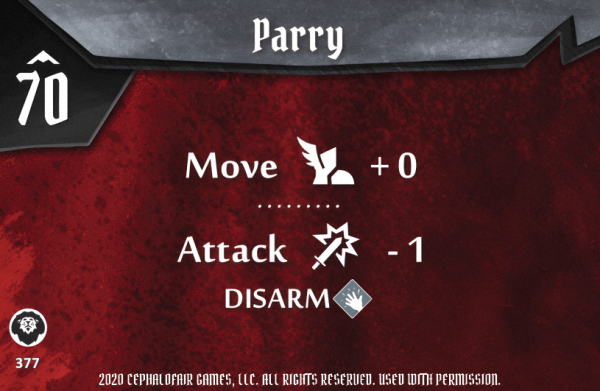 Parry
70
Move + 0
Attack - 1
DISARM
377
2020 CEPHALOFAIR GAMES, LLC. ALL RIGHTS RESERVED. USED WITH PERMISSION.